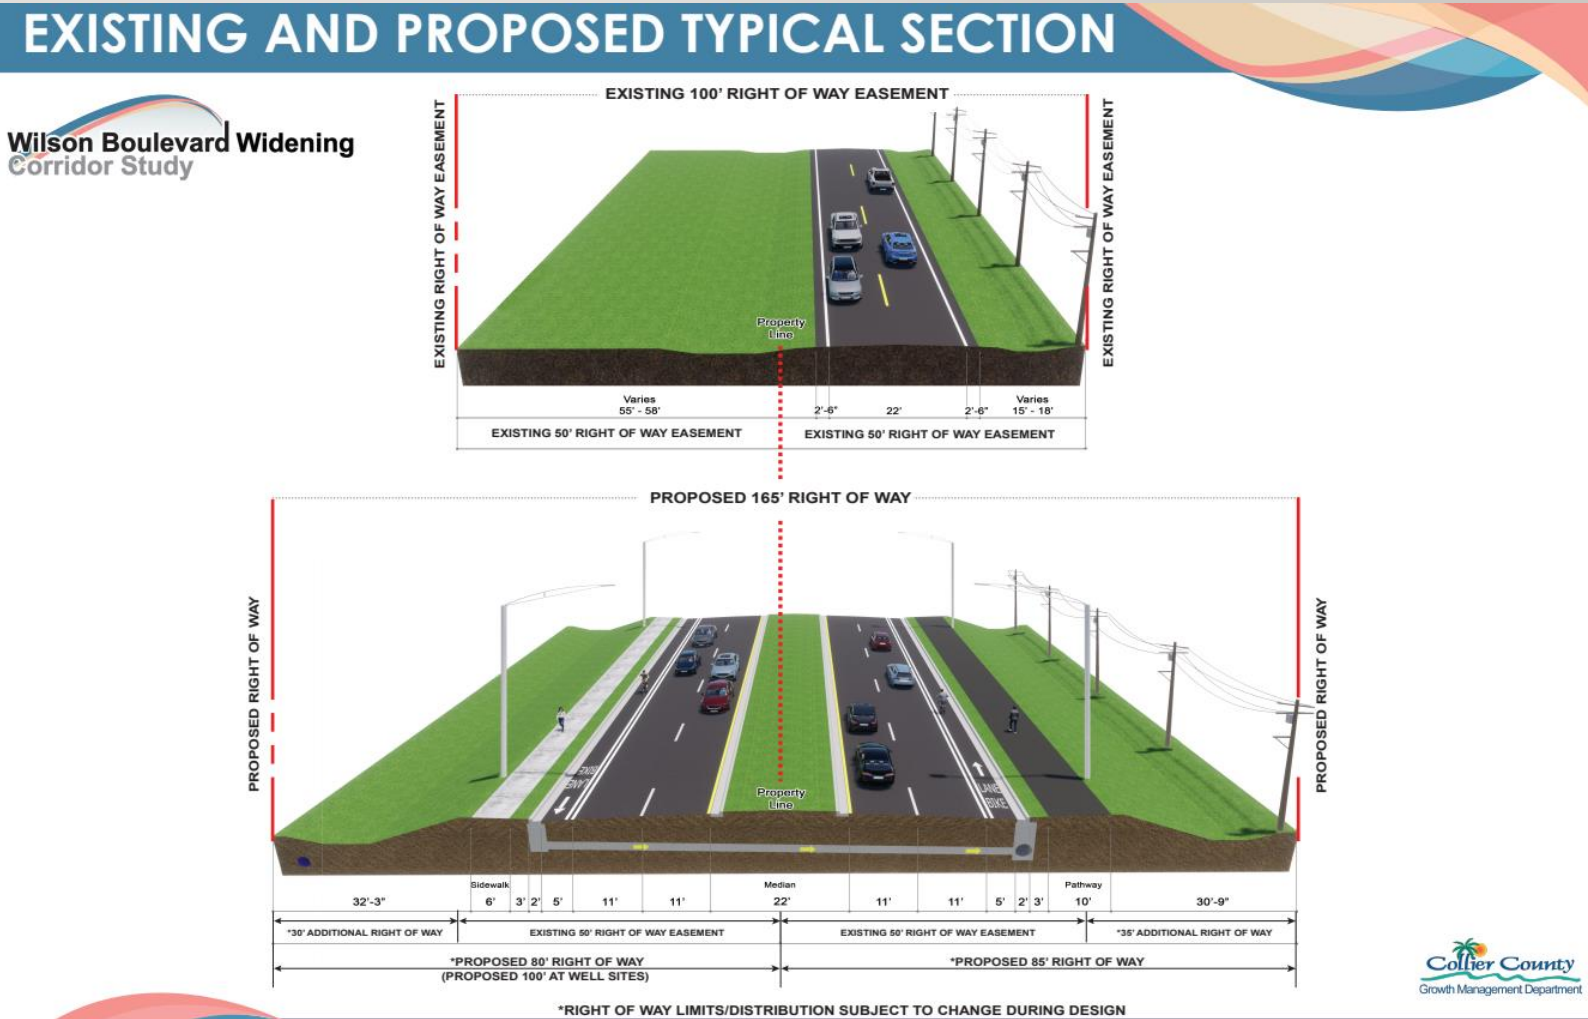 EXISTING AND PROPOSED TYPICAL SECTION
Wilson Boulevard Widening
Corridor Study
EXISTING 100' RIGHT OF WAY EASEMENT
EXISTING RIGHT OF WAY EASEMENT
EXISTING RIGHT OF WAY EASEMENT
Property
Line
Varies
55' - 58'
2'-6"
22'
2'-6"
Varies
15' - 18'
EXISTING 50' RIGHT OF WAY EASEMENT
EXISTING 50' RIGHT OF WAY EASEMENT
PROPOSED 165' RIGHT OF WAY
PROPOSED RIGHT OF WAY
PROPOSED RIGHT OF WAY
BIKE
LANE
LANE
BIKE
Property
Line
Sidewalk
Median
Pathway
32'-3"
6'
3'
2'
5'
11'
11'
22'
11'
11'
5'
2'
3'
10'
30'-9"
*30' ADDITIONAL RIGHT OF WAY
EXISTING 50' RIGHT OF WAY EASEMENT
EXISTING 50' RIGHT OF WAY EASEMENT
*35' ADDITIONAL RIGHT OF WAY
*PROPOSED 80' RIGHT OF WAY
(PROPOSED 100' AT WELL SITES)
*PROPOSED 85' RIGHT OF WAY
*RIGHT OF WAY LIMITS/DISTRIBUTION SUBJECT TO CHANGE DURING DESIGN
Collier County
Growth Management Department